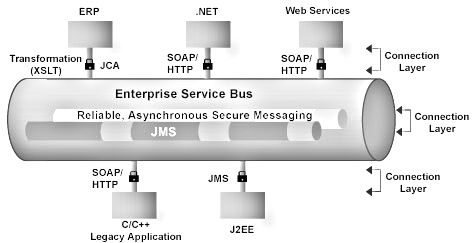 ERP
.NET
Web Services
Transformation
(XSLT)
JCA
SOAP/
HTTP
SOAP/
HTTP
Connection
Layer
Enterprise Service Bus
Reliable, Asynchronous Secure Messaging
JMS
Connection
Layer
SOAP/
HTTP
JMS
Connection
Layer
C/C++
Legacy Application
J2EE